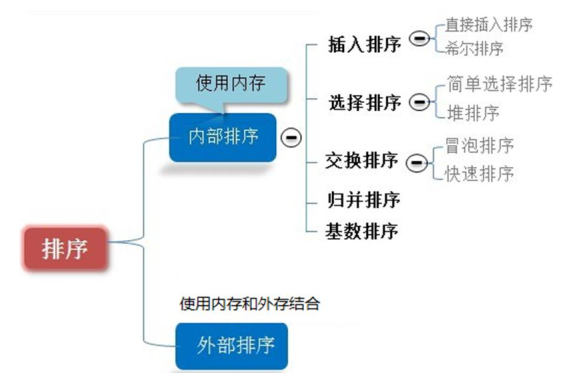 直接插入排序
插入排序
希尔排序
使用内存
简单选择排序
选择排序
堆排序
内部排序
冒泡排序
交换排序
快速排序
归并排序
基数排序
排序
使用内存和外存结合
外部排序